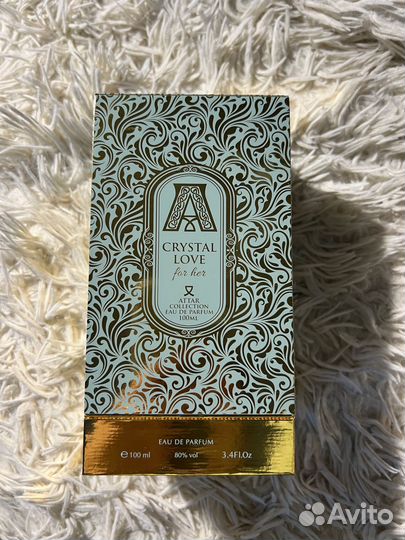 A
CRYSTAL
LOVE
for her
ATTAR
COLLECTION
EAU DE PARFUM
100ML
EAU DE PARFUM
℮ 100 ml 80% vol 3.4Fl.Oz
Avito